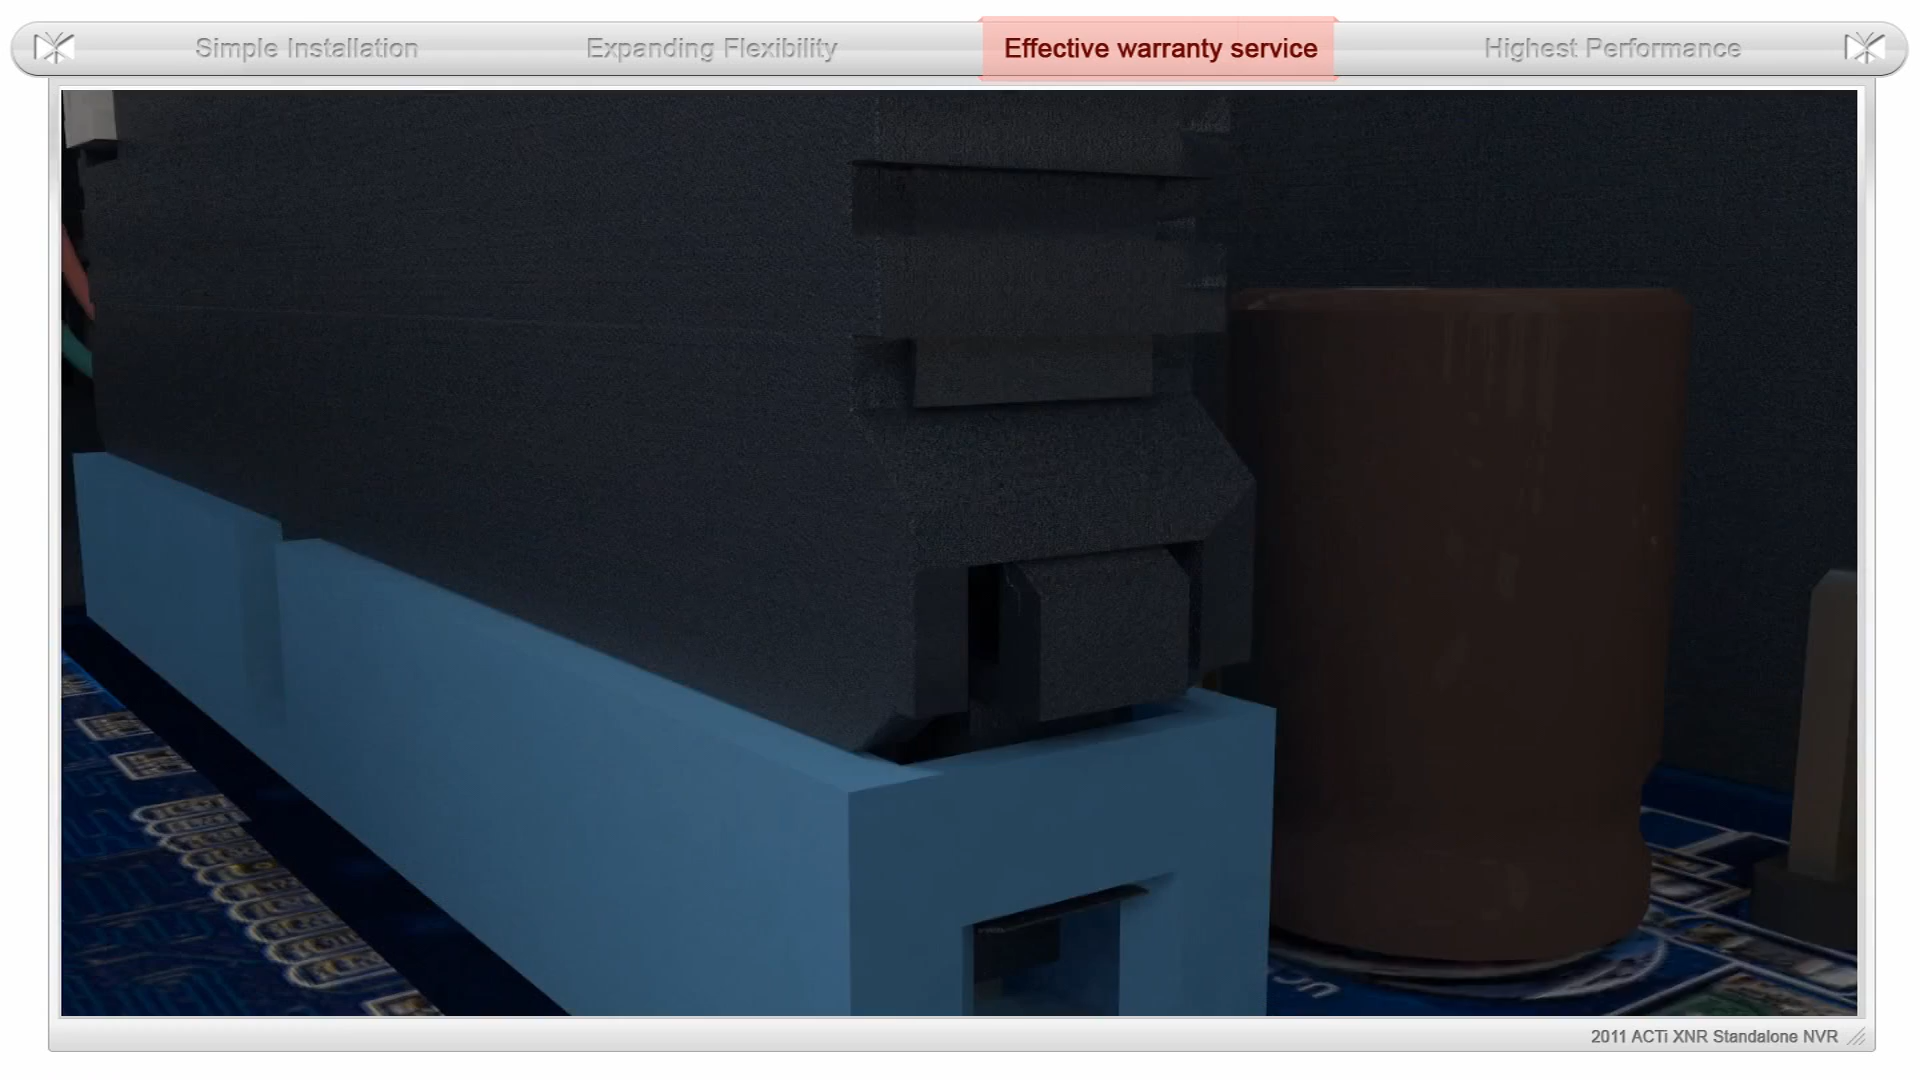 Simple Installation
Expanding Flexibility
Effective warranty service
Highest Performance
2011 ACTi XNR Standalone NVR